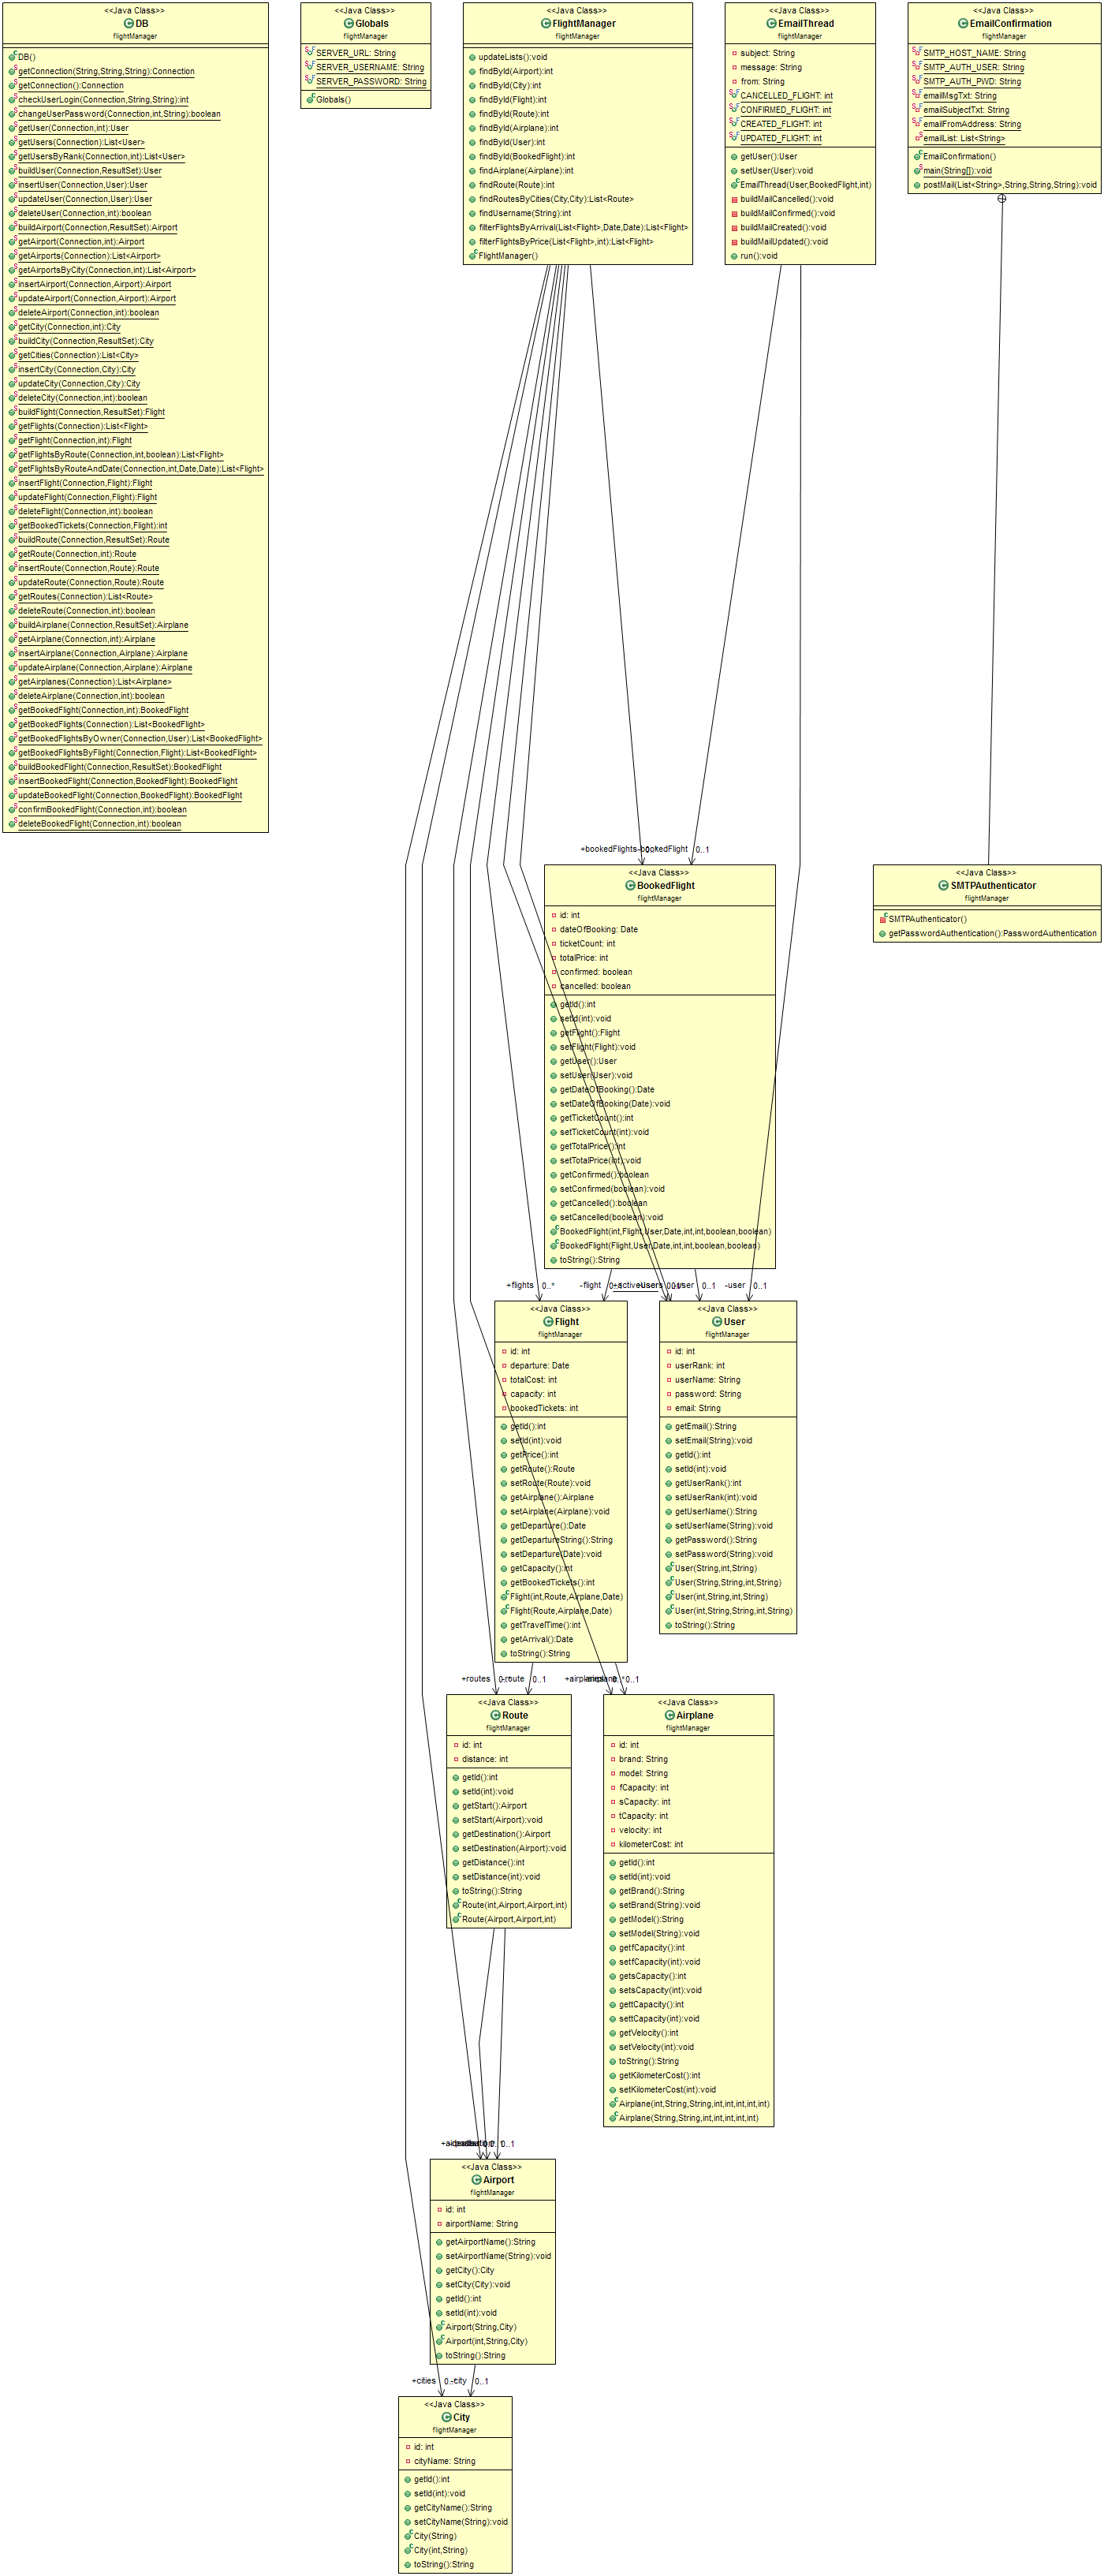 <<Java Class>>
DB
flightManager
DB()
getConnection(String,String,String):Connection
getConnection():Connection
checkUserLogin(Connection,String,String):int
changeUserPassword(Connection,int,String):boolean
getUser(Connection,int):User
getUsers(Connection):List<User>
getUsersByRank(Connection,int):List<User>
buildUser(Connection,ResultSet):User
insertUser(Connection,User):User
updateUser(Connection,User):User
deleteUser(Connection,int):boolean
buildAirport(Connection,ResultSet):Airport
getAirport(Connection,int):Airport
getAirports(Connection):List<Airport>
getAirportsByCity(Connection,int):List<Airport>
insertAirport(Connection,Airport):Airport
updateAirport(Connection,Airport):Airport
deleteAirport(Connection,int):boolean
getCity(Connection,int):City
buildCity(Connection,ResultSet):City
getCities(Connection):List<City>
insertCity(Connection,City):City
updateCity(Connection,City):City
deleteCity(Connection,int):boolean
buildFlight(Connection,ResultSet):Flight
getFlights(Connection):List<Flight>
getFlight(Connection,int):Flight
getFlightsByRoute(Connection,int,boolean):List<Flight>
getFlightsByRouteAndDate(Connection,int,Date,Date):List<Flight>
insertFlight(Connection,Flight):Flight
updateFlight(Connection,Flight):Flight
deleteFlight(Connection,int):boolean
getBookedTickets(Connection,Flight):int
buildRoute(Connection,ResultSet):Route
getRoute(Connection,int):Route
insertRoute(Connection,Route):Route
updateRoute(Connection,Route):Route
getRoutes(Connection):List<Route>
deleteRoute(Connection,int):boolean
buildAirplane(Connection,ResultSet):Airplane
getAirplane(Connection,int):Airplane
insertAirplane(Connection,Airplane):Airplane
updateAirplane(Connection,Airplane):Airplane
getAirplanes(Connection):List<Airplane>
deleteAirplane(Connection,int):boolean
getBookedFlight(Connection,int):BookedFlight
getBookedFlights(Connection):List<BookedFlight>
getBookedFlightsByOwner(Connection,User):List<BookedFlight>
getBookedFlightsByFlight(Connection,Flight):List<BookedFlight>
buildBookedFlight(Connection,ResultSet):BookedFlight
insertBookedFlight(Connection,BookedFlight):BookedFlight
updateBookedFlight(Connection,BookedFlight):BookedFlight
confirmBookedFlight(Connection,int):boolean
deleteBookedFlight(Connection,int):boolean
<<Java Class>>
Globals
flightManager
SERVER_URL: String
SERVER_USERNAME: String
SERVER_PASSWORD: String
Globals()
<<Java Class>>
FlightManager
flightManager
updateLists():void
findById(Airport):int
findById(City):int
findById(Flight):int
findById(Route):int
findById(Airplane):int
findById(User):int
findById(BookedFlight):int
findAirplane(Airplane):int
findRoute(Route):int
findRoutesByCities(City,City):List<Route>
findUsername(String):int
filterFlightsByArrival(List<Flight>,Date,Date):List<Flight>
filterFlightsByPrice(List<Flight>,int):List<Flight>
FlightManager()
<<Java Class>>
EmailThread
flightManager
subject: String
message: String
from: String
CANCELLED_FLIGHT: int
CONFIRMED_FLIGHT: int
CREATED_FLIGHT: int
UPDATED_FLIGHT: int
getUser():User
setUser(User):void
EmailThread(User,BookedFlight,int)
buildMailCancelled():void
buildMailConfirmed():void
buildMailCreated():void
buildMailUpdated():void
run():void
<<Java Class>>
EmailConfirmation
flightManager
SMTP_HOST_NAME: String
SMTP_AUTH_USER: String
SMTP_AUTH_PWD: String
emailMsgTxt: String
emailSubjectTxt: String
emailFromAddress: String
emailList: List<String>
EmailConfirmation()
main(String[]):void
postMail(List<String>,String,String,String):void
+bookedFlights
-bookedFlight 0..1
<<Java Class>>
BookedFlight
flightManager
id: int
dateOfBooking: Date
ticketCount: int
totalPrice: int
confirmed: boolean
cancelled: boolean
getId():int
setId(int):void
getFlight():Flight
setFlight(Flight):void
getUser():User
setUser(User):void
getDateOfBooking():Date
setDateOfBooking(Date):void
getTicketCount():int
setTicketCount(int):void
getTotalPrice():int
setTotalPrice(int):void
getConfirmed():boolean
setConfirmed(boolean):void
getCancelled():boolean
setCancelled(boolean):void
BookedFlight(int,Flight,User,Date,int,int,boolean,boolean)
BookedFlight(Flight,User,Date,int,int,boolean,boolean)
toString():String
<<Java Class>>
SMTPAuthenticator
flightManager
SMTPAuthenticator()
getPasswordAuthentication():PasswordAuthentication
+flights 0..*
-flight
-user 0..1
-user 0..1
<<Java Class>>
Flight
flightManager
id: int
departure: Date
totalCost: int
capacity: int
bookedTickets: int
getId():int
setId(int):void
getPrice():int
getRoute():Route
setRoute(Route):void
getAirplane():Airplane
setAirplane(Airplane):void
getDeparture():Date
getDepartureString():String
setDeparture(Date):void
getCapacity():int
getBookedTickets():int
Flight(int,Route,Airplane,Date)
Flight(Route,Airplane,Date)
getTravelTime():int
getArrival():Date
toString():String
<<Java Class>>
User
flightManager
id: int
userRank: int
userName: String
password: String
email: String
getEmail():String
setEmail(String):void
getId():int
setId(int):void
getUserRank():int
setUserRank(int):void
getUserName():String
setUserName(String):void
getPassword():String
setPassword(String):void
User(String,int,String)
User(String,String,int,String)
User(int,String,int,String)
User(int,String,String,int,String)
toString():String
+routes
-route 0..1
+airplanes
0..1
<<Java Class>>
Route
flightManager
id: int
distance: int
getId():int
setId(int):void
getStart():Airport
setStart(Airport):void
getDestination():Airport
setDestination(Airport):void
getDistance():int
setDistance(int):void
toString():String
Route(int,Airport,Airport,int)
Route(Airport,Airport,int)
<<Java Class>>
Airplane
flightManager
id: int
brand: String
model: String
fCapacity: int
sCapacity: int
tCapacity: int
velocity: int
kilometerCost: int
getId():int
setId(int):void
getBrand():String
setBrand(String):void
getModel():String
setModel(String):void
getfCapacity():int
setfCapacity(int):void
getsCapacity():int
setsCapacity(int):void
gettCapacity():int
settCapacity(int):void
getVelocity():int
setVelocity(int):void
toString():String
getKilometerCost():int
setKilometerCost(int):void
Airplane(int,String,String,int,int,int,int,int)
Airplane(String,String,int,int,int,int,int)
0..1
<<Java Class>>
Airport
flightManager
id: int
airportName: String
getAirportName():String
setAirportName(String):void
getCity():City
setCity(City):void
getId():int
setId(int):void
Airport(String,City)
Airport(int,String,City)
toString():String
+cities
-city 0..1
<<Java Class>>
City
flightManager
id: int
cityName: String
getId():int
setId(int):void
getCityName():String
setCityName(String):void
City(String)
City(int,String)
toString():String